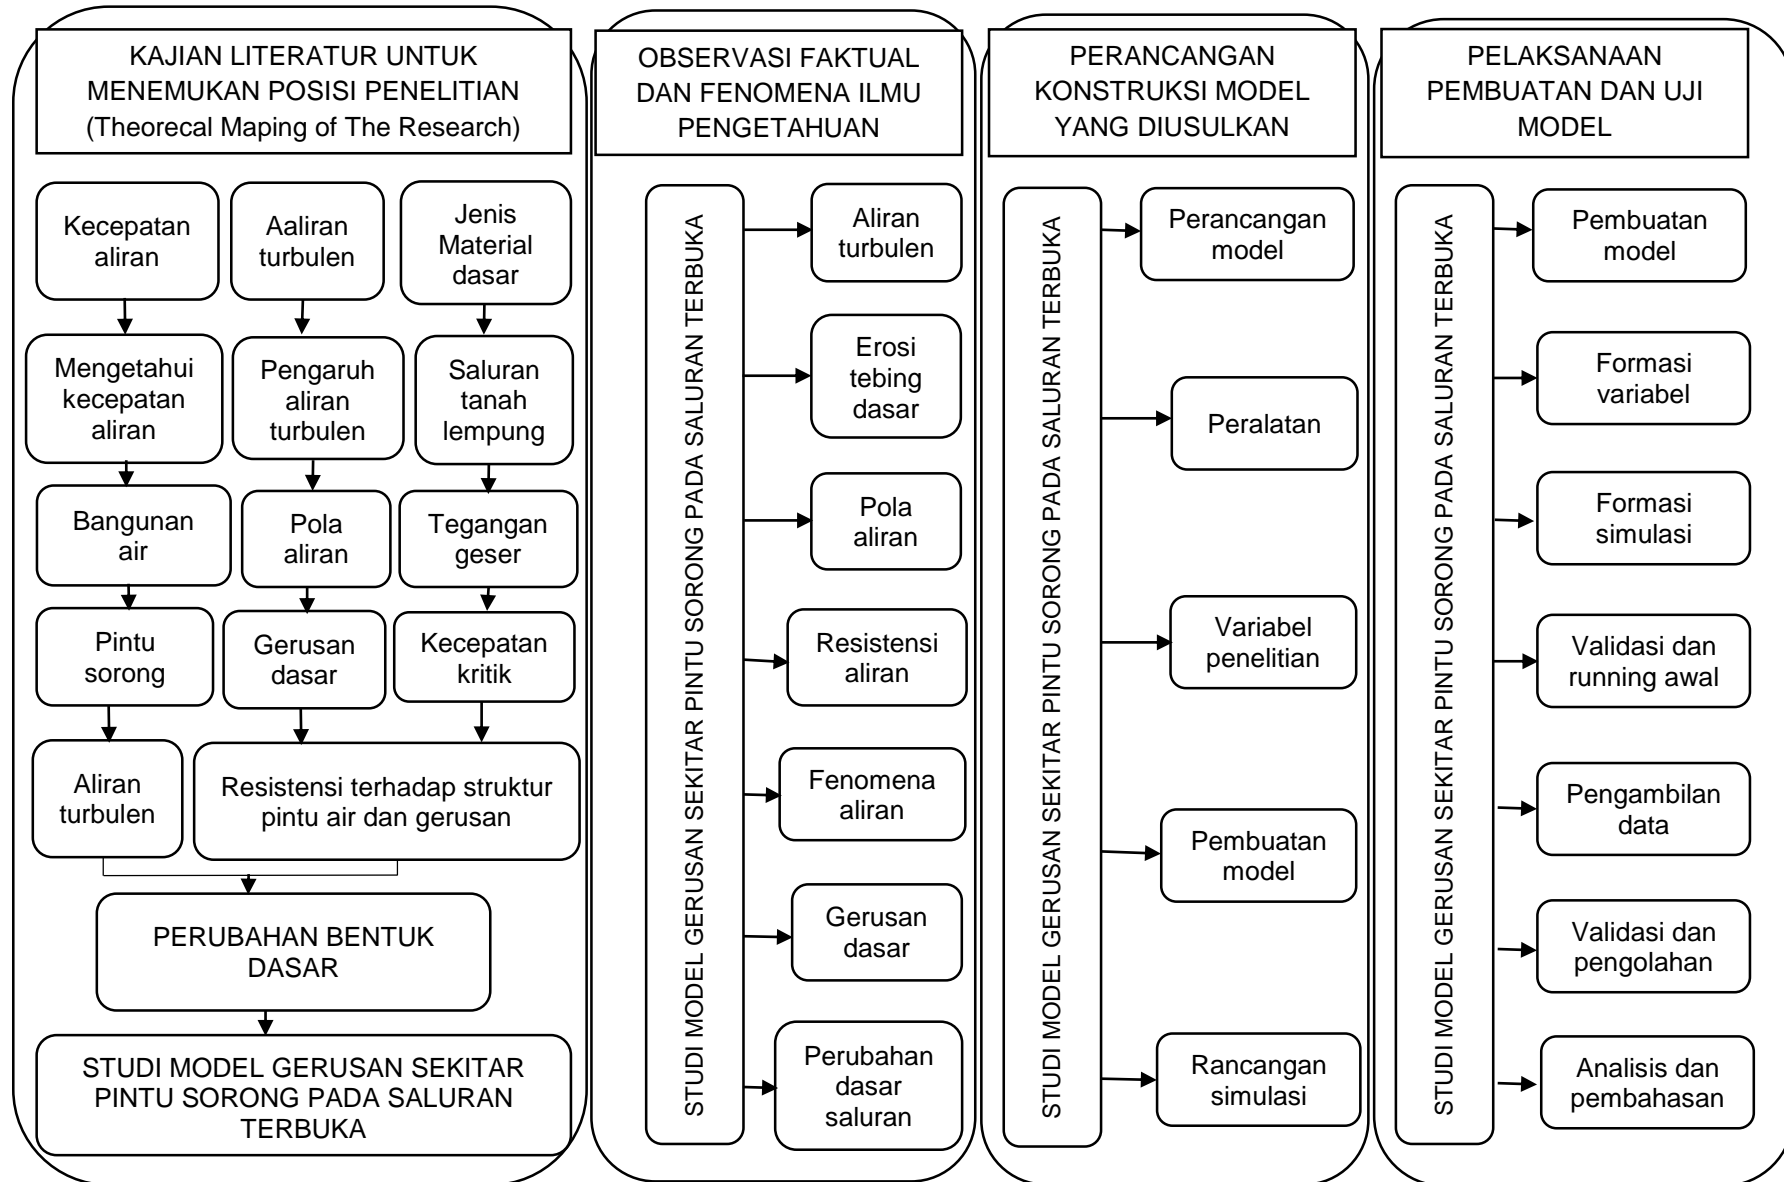 KAJIAN LITERATUR UNTUK
MENEMUKAN POSISI PENELITIAN
(Theorecal Maping of The Research)
Kecepatan
aliran
Aaliran
turbulen
Jenis
Material
dasar
Mengetahui
kecepatan
aliran
Pengaruh
aliran
turbulen
Saluran
tanah
lempung
Bangunan
air
Pola
aliran
Tegangan
geser
Pintu
sorong
Gerusan
dasar
Kecepatan
kritik
Aliran
turbulen
Resistensi terhadap struktur
pintu air dan gerusan
PERUBAHAN BENTUK
DASAR
STUDI MODEL GERUSAN SEKITAR
PINTU SORONG PADA SALURAN
TERBUKA
OBSERVASI FAKTUAL
DAN FENOMENA ILMU
PENGETAHUAN
STUDI MODEL GERUSAN SEKITAR PINTU SORONG PADA SALURAN TERBUKA
Aliran
turbulen
Erosi
tebing
dasar
Pola
aliran
Resistensi
aliran
Fenomena
aliran
Gerusan
dasar
Perubahan
dasar
saluran
PERANCANGAN
KONSTRUKSI MODEL
YANG DIUSULKAN
STUDI MODEL GERUSAN SEKITAR PINTU SORONG PADA SALURAN TERBUKA
Perancangan
model
Peralatan
Variabel
penelitian
Pembuatan
model
Rancangan
simulasi
PELAKSANAAN
PEMBUATAN DAN UJI
MODEL
STUDI MODEL GERUSAN SEKITAR PINTU SORONG PADA SALURAN TERBUKA
Pembuatan
model
Formasi
variabel
Formasi
simulasi
Validasi dan
running awal
Pengambilan
data
Validasi dan
pengolahan
Analisis dan
pembahasan